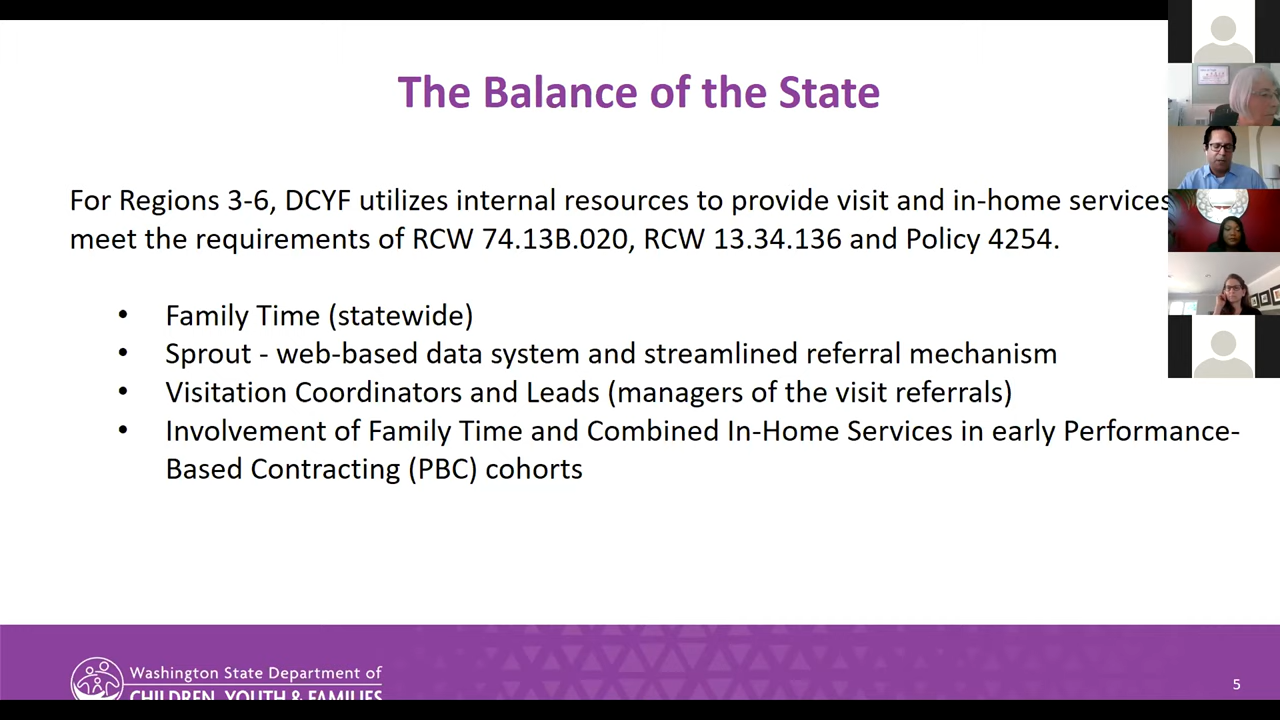 The Balance of the State
For Regions 3-6, DCYF utilizes internal resources to provide visit and in-home services
meet the requirements of RCW 74.13B.020, RCW 13.34.136 and Policy 4254.
• Family Time (statewide)
• Sprout - web-based data system and streamlined referral mechanism
• Visitation Coordinators and Leads (managers of the visit referrals)
• Involvement of Family Time and Combined In-Home Services in early Performance-
Based Contracting (PBC) cohorts
Washington State Department of
CHILDREN, YOUTH & FAMILIES
5